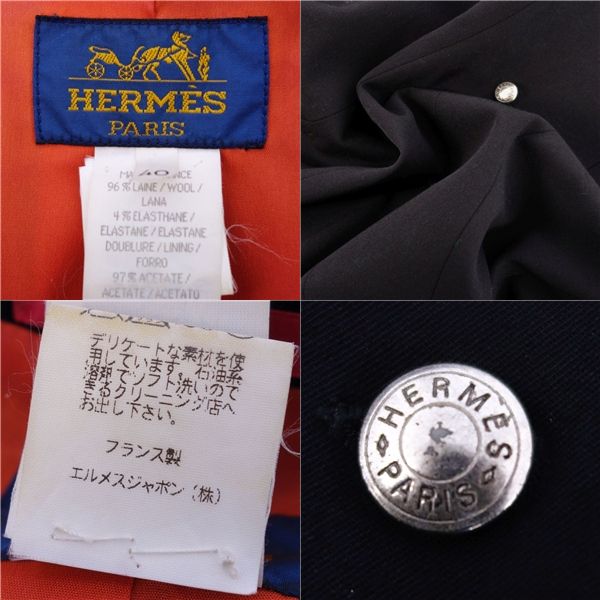 HERMÈS
PARIS
40
96% LAINE / WOOL /
LANA
4% ELASTHANE /
ELASTANE / ELASTANE
DOUBLURE / LINING /
FORRO
97% ACETATE /
ACETATE / ACETATO
デリケートな素材を使
用しています。石油系
溶剤でソフト洗いので
きるクリーニング店へ
お出し下さい。
フランス製
エルメスジャポン(株)
HERMÈS
PARIS